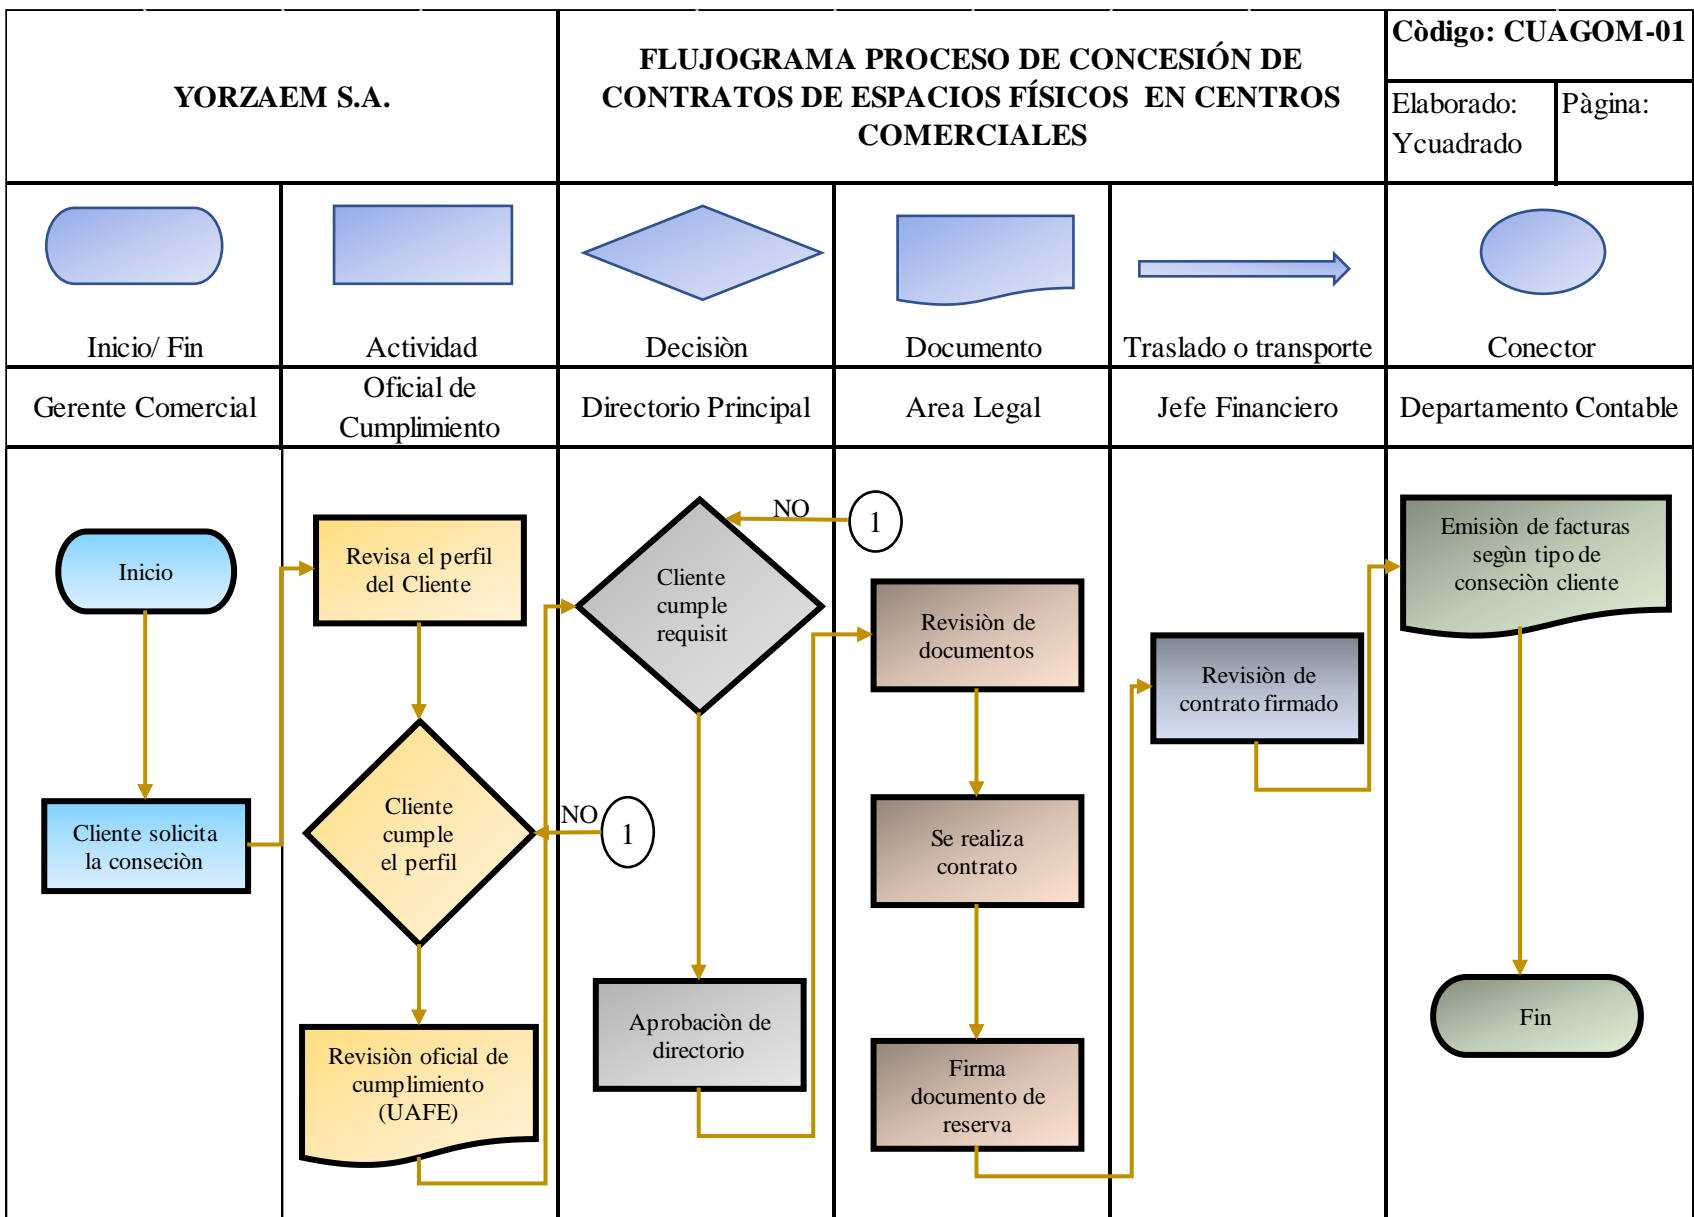 YORZAEM S.A.
FLUJOGRAMA PROCESO DE CONCESIÓN DE
CONTRATOS DE ESPACIOS FÍSICOS EN CENTROS
COMERCIALES
Còdigo: CUAGOM-01
Elaborado:
Ycuadrado
Pàgina:
Inicio/ Fin
Actividad
Decisiòn
Documento
Traslado o transporte
Conector
Gerente Comercial
Oficial de
Cumplimiento
Directorio Principal
Area Legal
Jefe Financiero
Departamento Contable
Inicio
Cliente solicita
la conseciòn
Revisa el perfil
del Cliente
Cliente
cumple
el perfil
NO
1
Revisiòn oficial de
cumplimiento
(UAFE)
Cliente
cumple
requisit
NO
1
Aprobaciòn de
directorio
Revisiòn de
documentos
Se realiza
contrato
Firma
documento de
reserva
Revisiòn de
contrato firmado
Emisiòn de facturas
segùn tipo de
conseciòn cliente
Fin